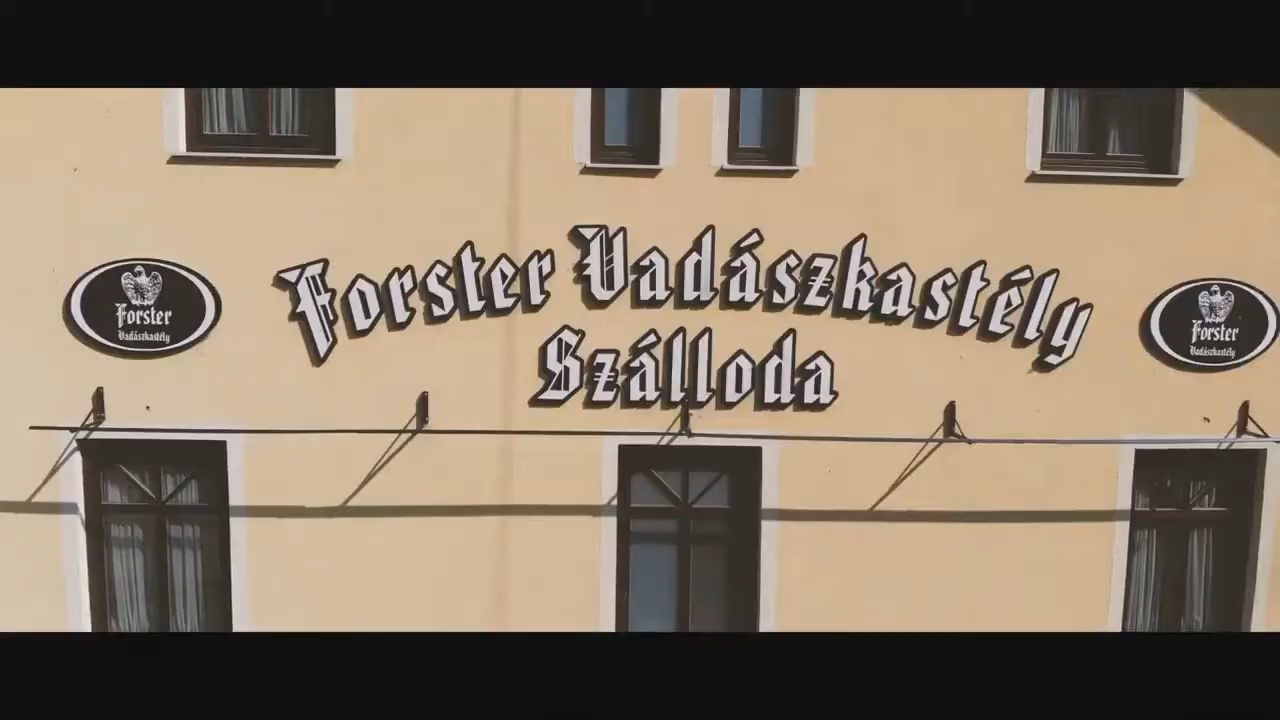 Forster Vadászkastély
Szálloda
Forster
Vadászkastély
Forster
Vadászkastély